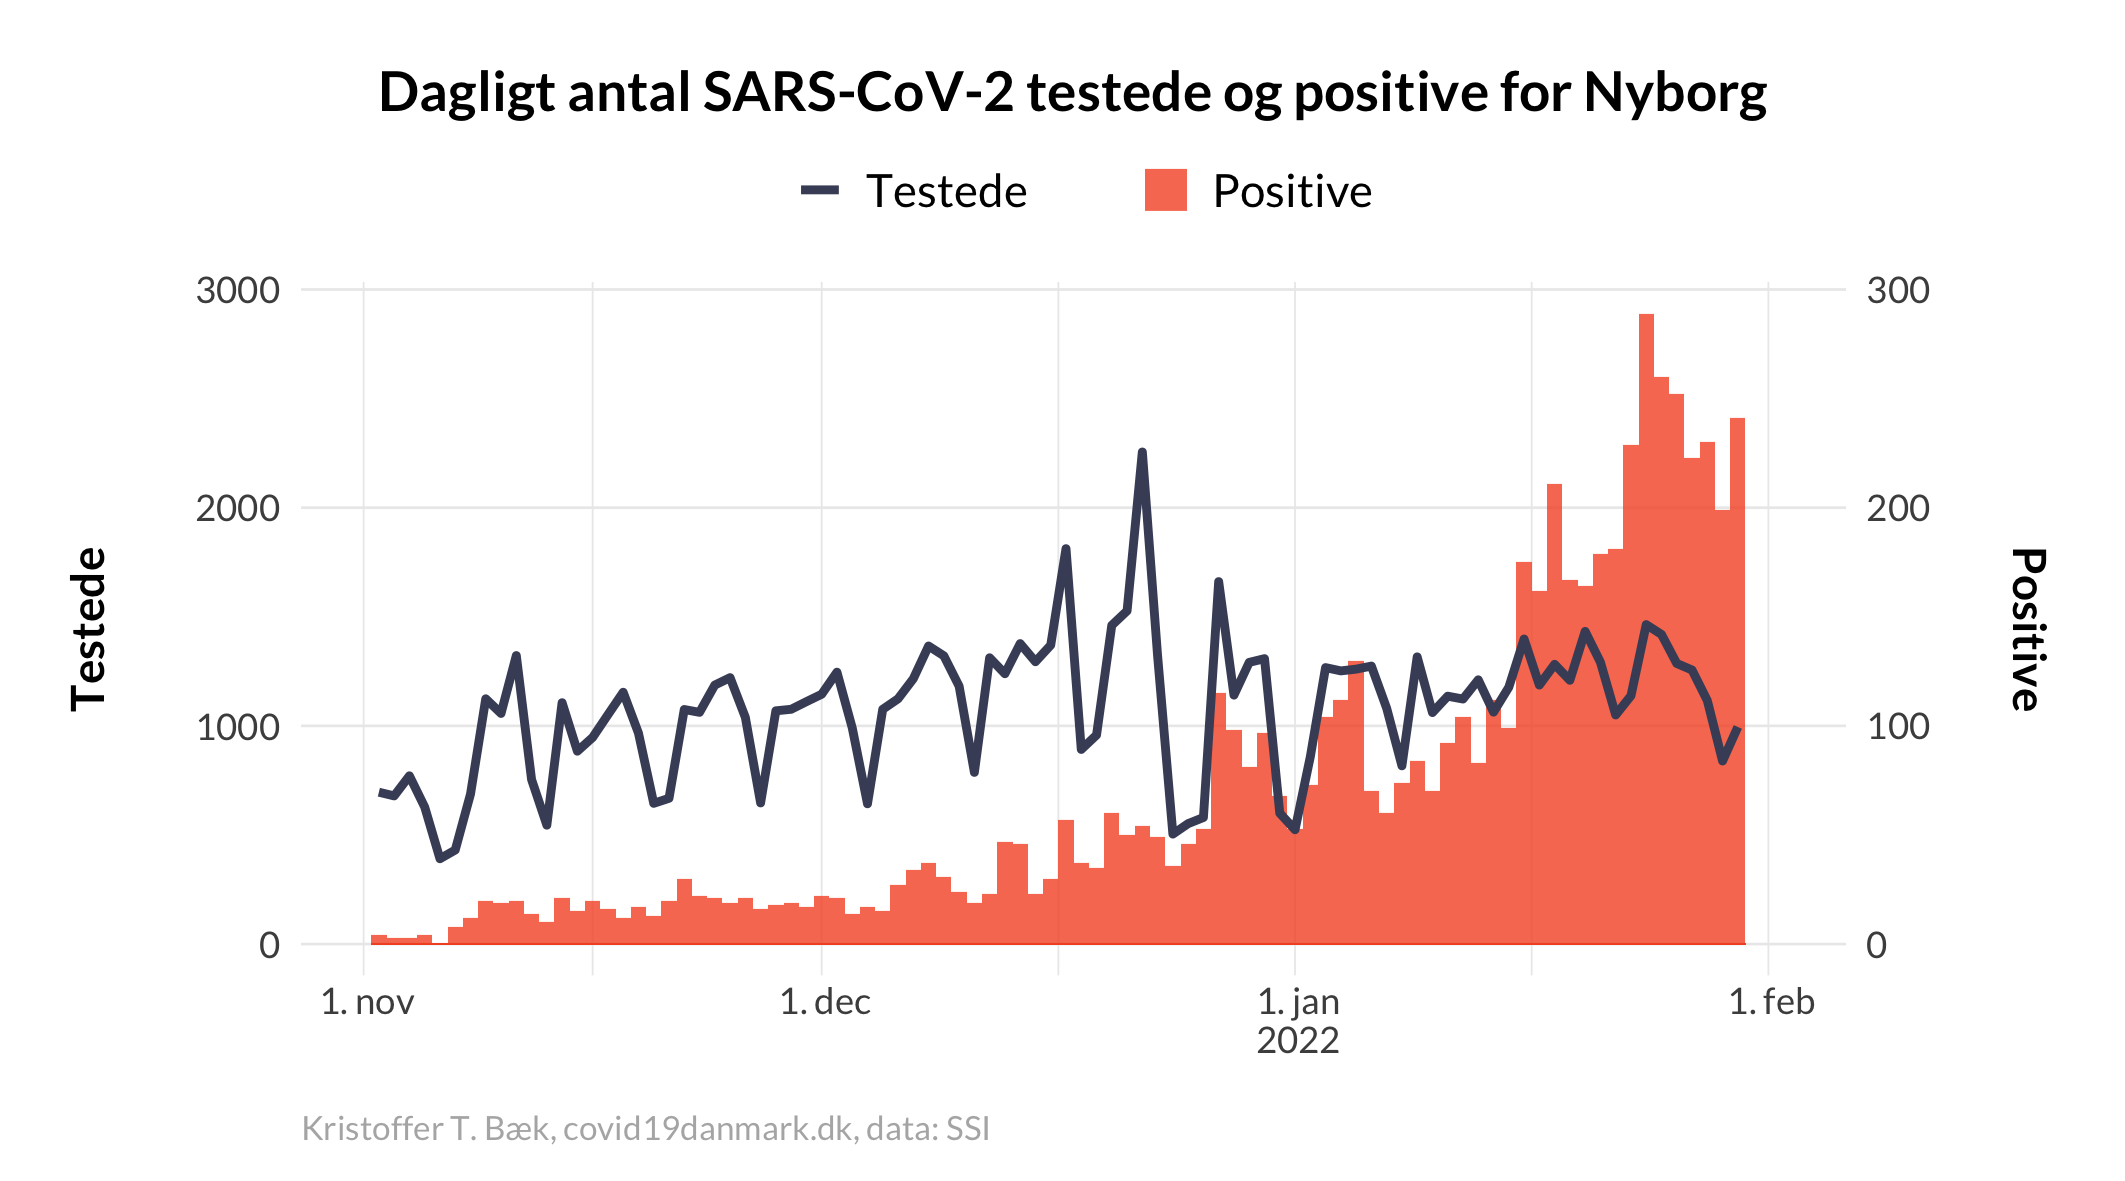 Dagligt antal SARS-CoV-2 testede og positive for Nyborg
Testede
Positive
3000
2000
1000
0
300
200
100
0
Testede
Positive
1. nov
1. dec
1. jan
2022
1. feb
Kristoffer T. Bæk, covid19danmark.dk, data: SSI